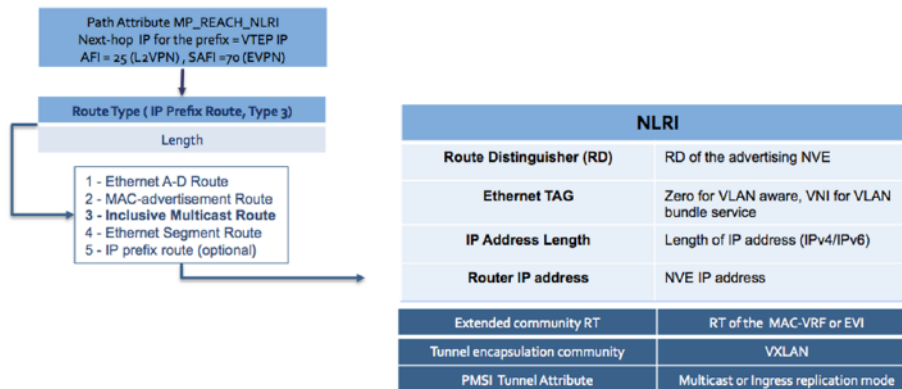 Path Attribute MP_REACH_NLRI
Next-hop IP for the prefix = VTEP IP
AFI = 25 (L2VPN) , SAFI =70 (EVPN)
Route Type ( IP Prefix Route, Type 3)
Length
1 - Ethernet A-D Route
2 - MAC-advertisement Route
3 - Inclusive Multicast Route
4 - Ethernet Segment Route
5 - IP prefix route (optional)
NLRI
Route Distinguisher (RD) RD of the advertising NVE
Ethernet TAG Zero for VLAN aware, VNI for VLAN
bundle service
IP Address Length Length of IP address (IPv4/IPv6)
Router IP address NVE IP address
Extended community RT RT of the MAC-VRF or EVI
Tunnel encapsulation community VXLAN
PMSI Tunnel Attribute Multicast or Ingress replication mode